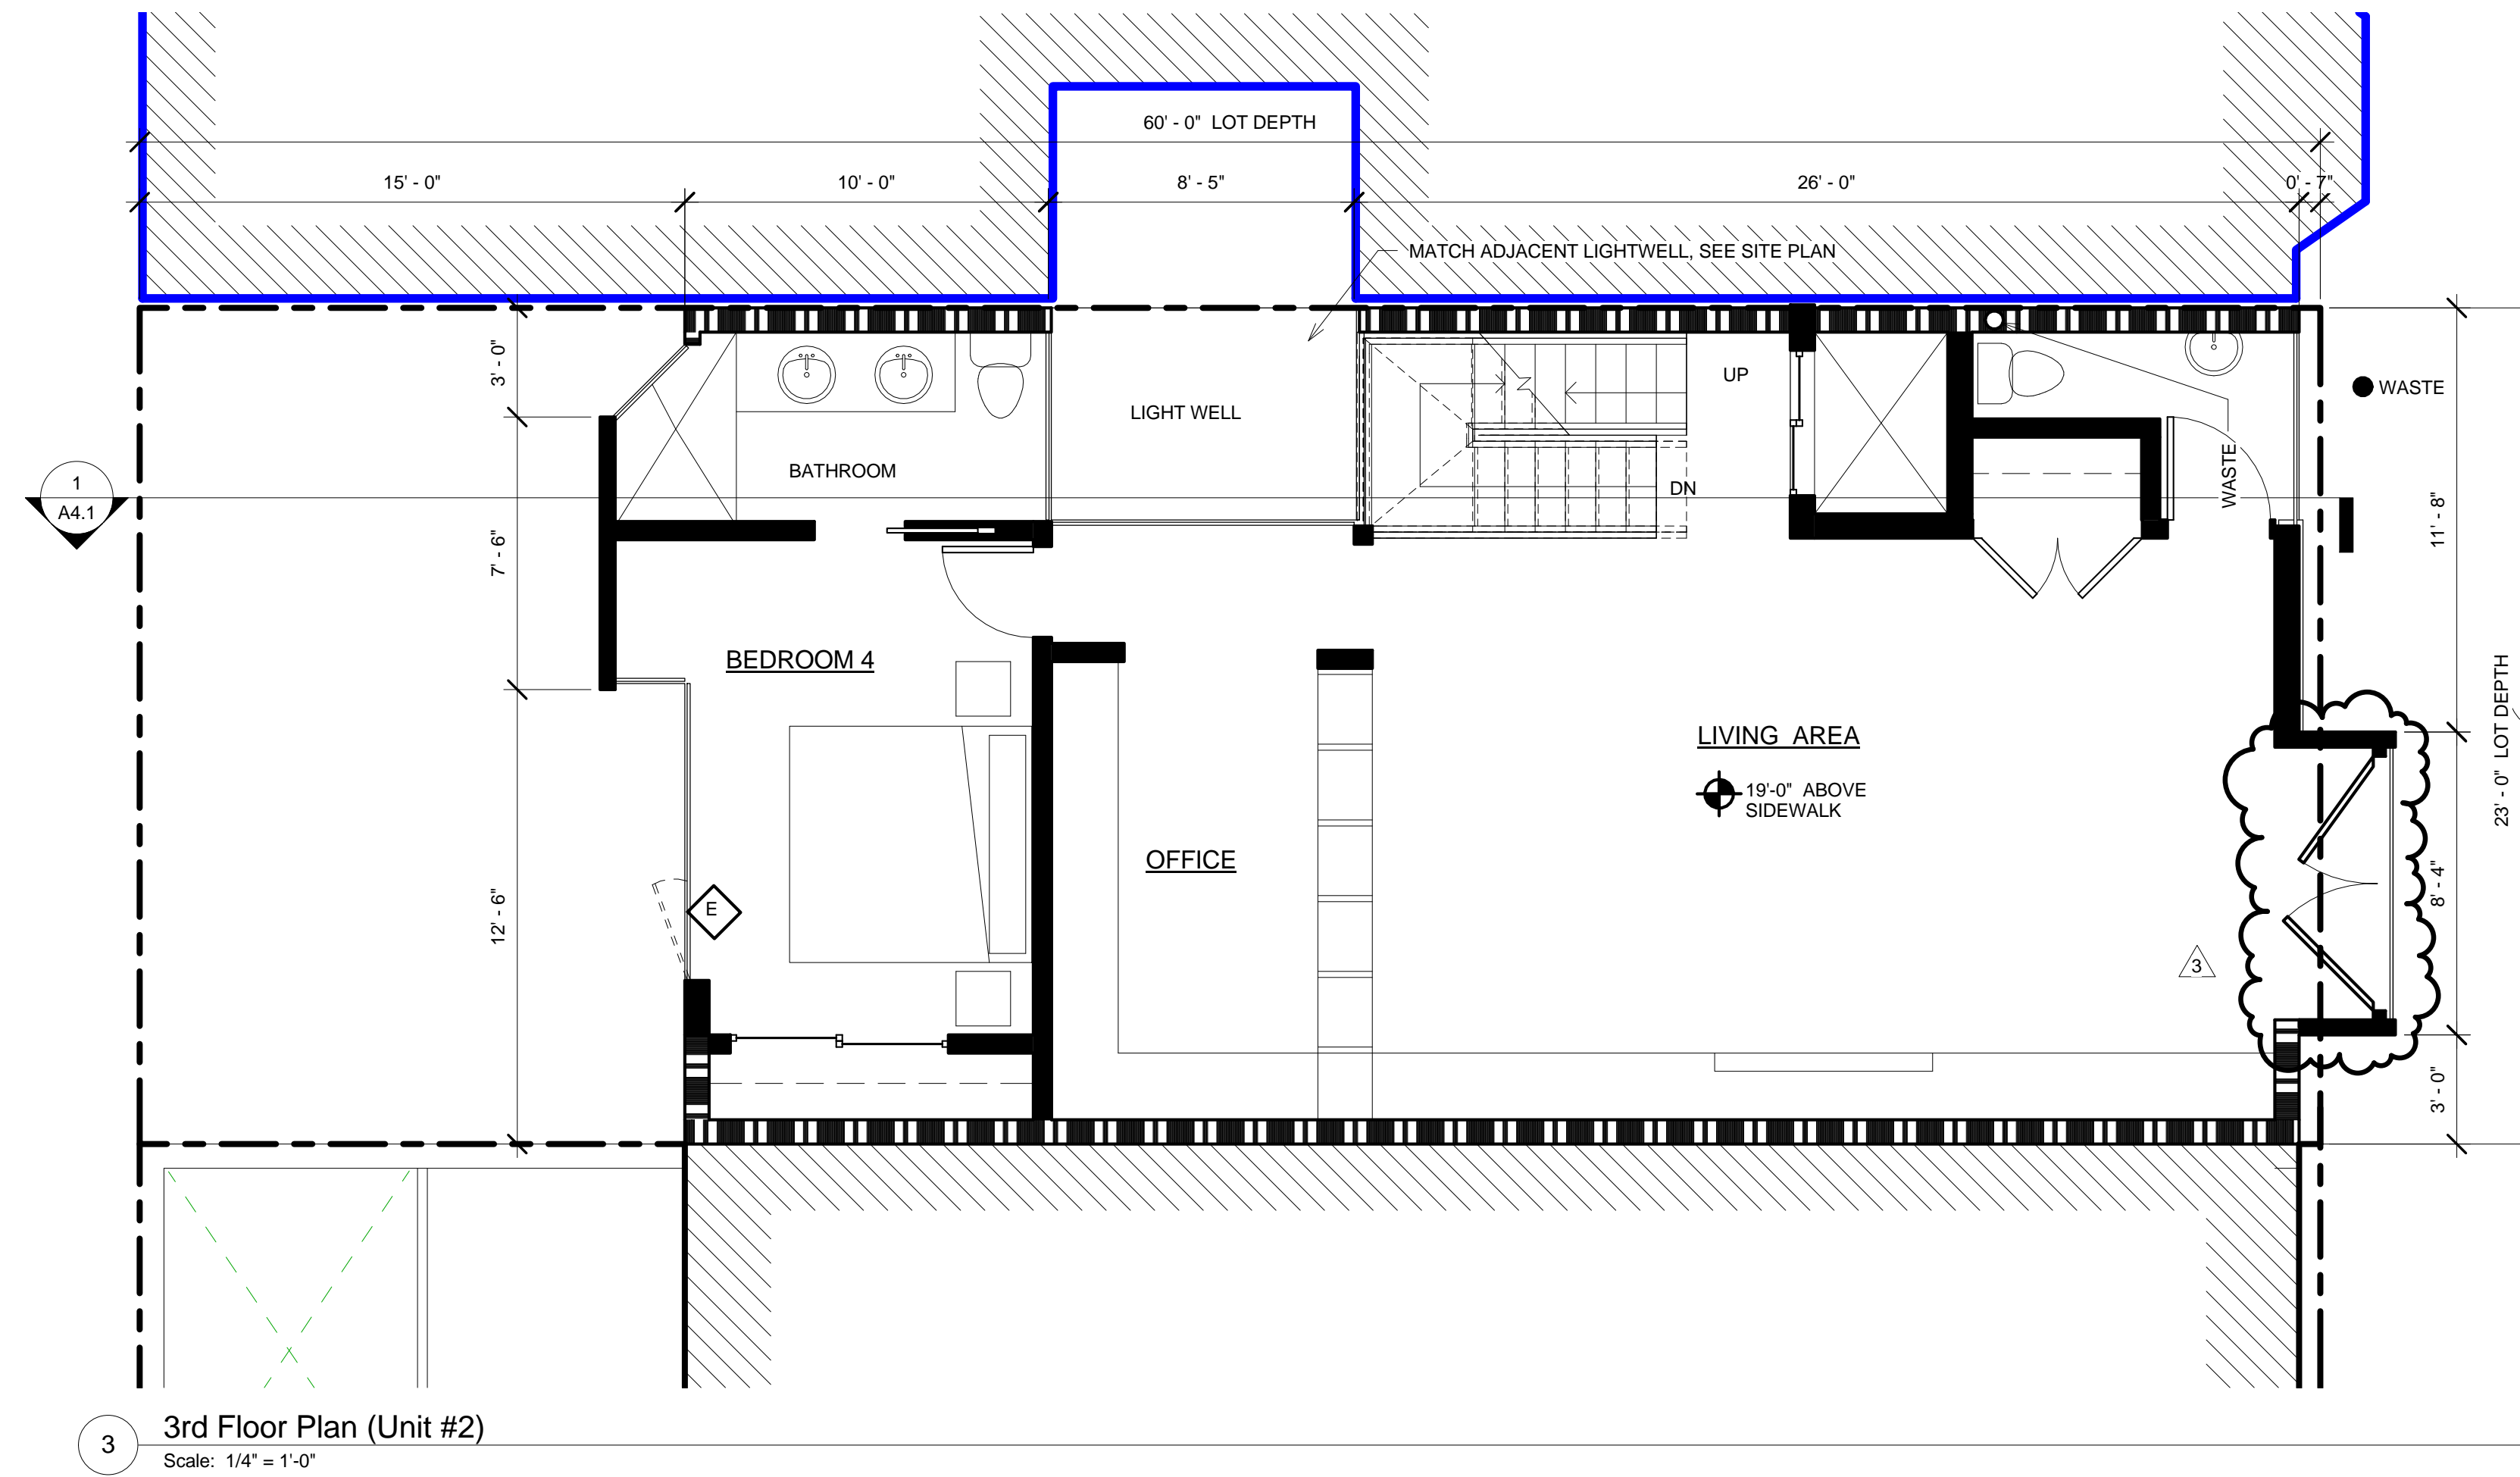 60' - 0" LOT DEPTH
15' - 0"
10' - 0"
8' - 5"
26' - 0"
0' - 7"
MATCH ADJACENT LIGHTWELL, SEE SITE PLAN
3' - 0"
UP
WASTE
LIGHT WELL
BATHROOM
1
A4.1
DN
WASTE
11' - 8"
7' - 6"
BEDROOM 4
LIVING AREA
23' - 0" LOT DEPTH
19'-0" ABOVE
SIDEWALK
OFFICE
8' - 4"
12' - 6"
E
3
3' - 0"
3rd Floor Plan (Unit #2)
3
Scale: 1/4" = 1'-0"